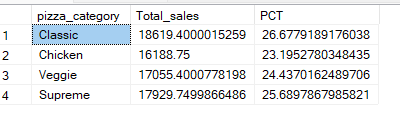 pizza_category Total_sales PCT
1 Classic 18619.4000015259 26.6779189176038
2 Chicken 16188.75 23.1952780348435
3 Veggie 17055.4000778198 24.4370162489706
4 Supreme 17929.7499866486 25.6897867985821